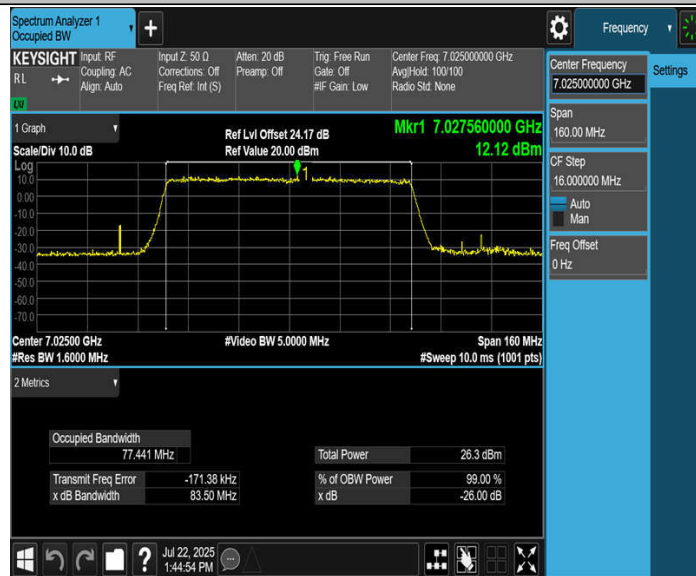 Spectrum Analyzer 1
Occupied BW
Frequency
KEYSIGHT
RL
Input: RF
Coupling: AC
Align: Auto
Input Z: 50 Ω
Corrections: Off
Freq Ref: Int (S)
Atten: 20 dB
Preamp: Off
Trig: Free Run
Gate: Off
#IF Gain: Low
Center Freq: 7.025000000 GHz
Avg|Hold: 100/100
Radio Std: None
Center Frequency
7.025000000 GHz
Settings
Span
160.00 MHz
CF Step
16.000000 MHz
Auto
Man
Freq Offset
0 Hz
1 Graph
Scale/Div 10.0 dB
Ref Lvl Offset 24.17 dB
Ref Value 20.00 dBm
Mkr1 7.027560000 GHz
12.12 dBm
Log
10.0
0.00
-10.0
-20.0
-30.0
-40.0
-50.0
-60.0
-70.0
1
Center 7.02500 GHz
#Res BW 1.6000 MHz
#Video BW 5.0000 MHz
Span 160 MHz
#Sweep 10.0 ms (1001 pts)
2 Metrics
Occupied Bandwidth
77.441 MHz
Total Power 26.3 dBm
Transmit Freq Error -171.38 kHz
% of OBW Power 99.00 %
x dB Bandwidth 83.50 MHz
x dB -26.00 dB
?
Jul 22, 2025
1:44:54 PM